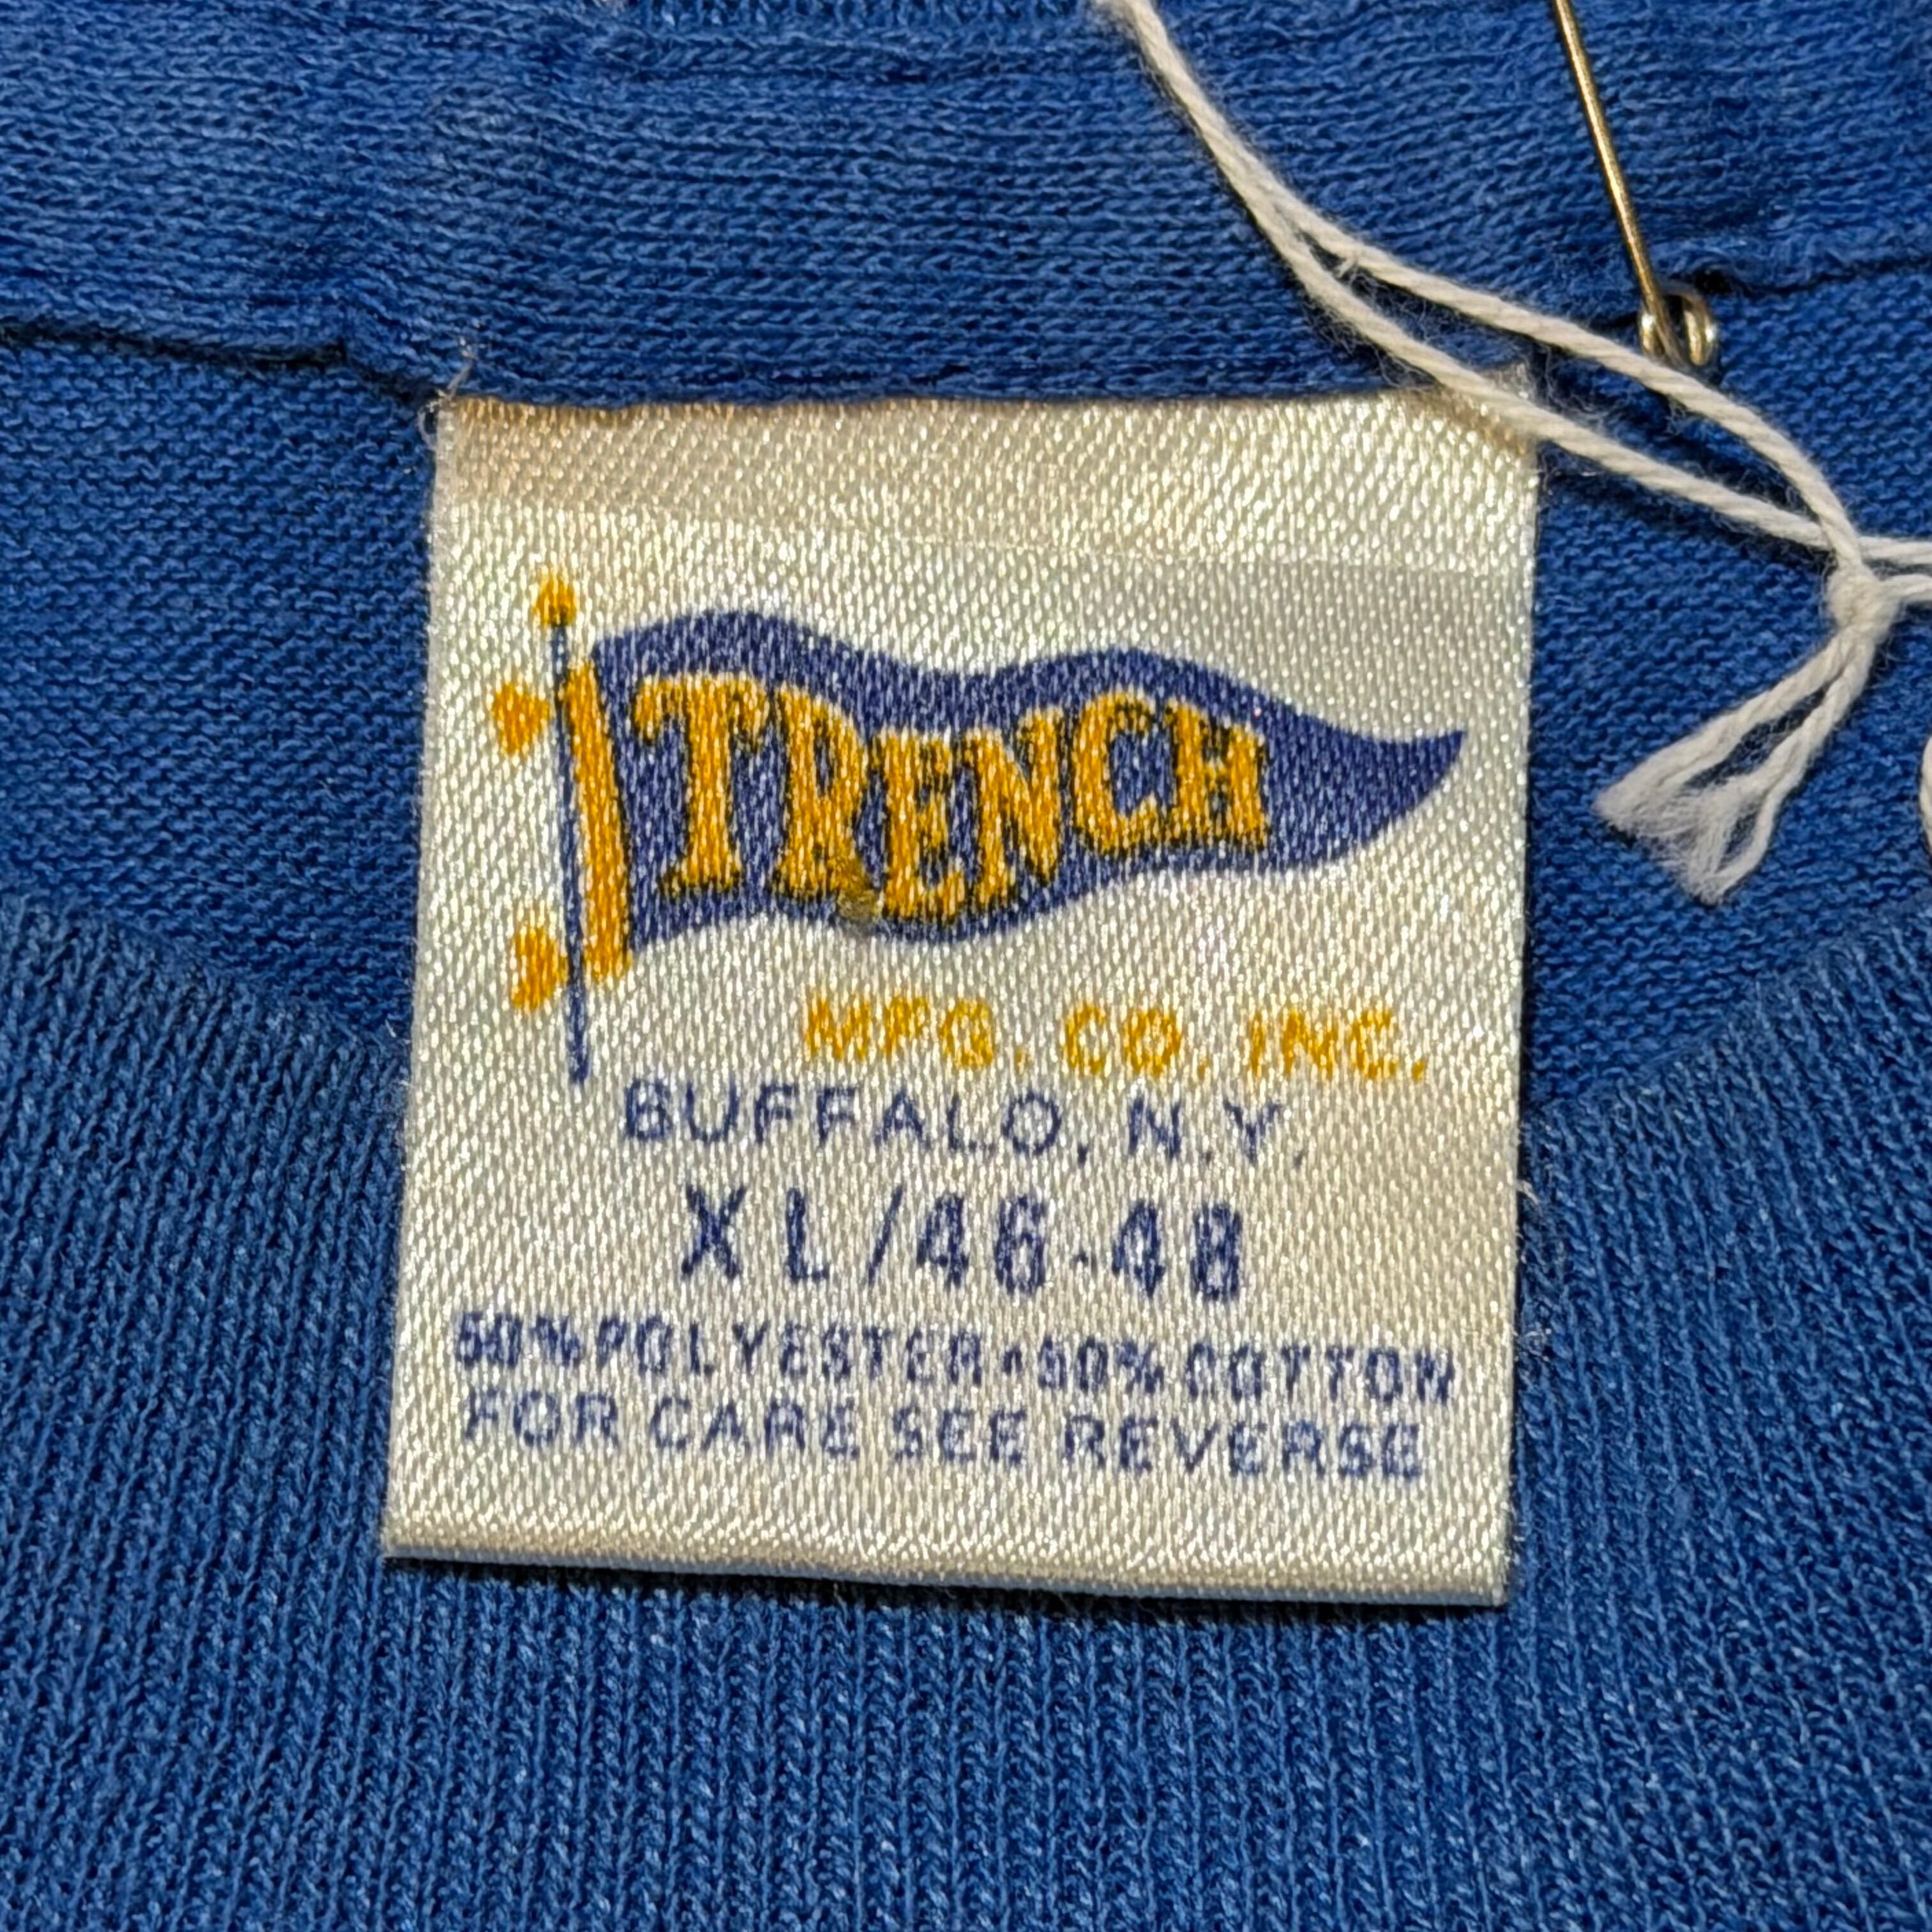 TRENCH
MFG. CO. INC.
BUFFALO, N.Y.
XL/46-48
50% POLYESTER • 50% COTTON
FOR CARE SEE REVERSE